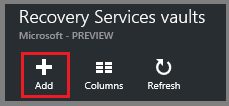 Recovery Services vaults
Microsoft - PREVIEW
Add Columns Refresh